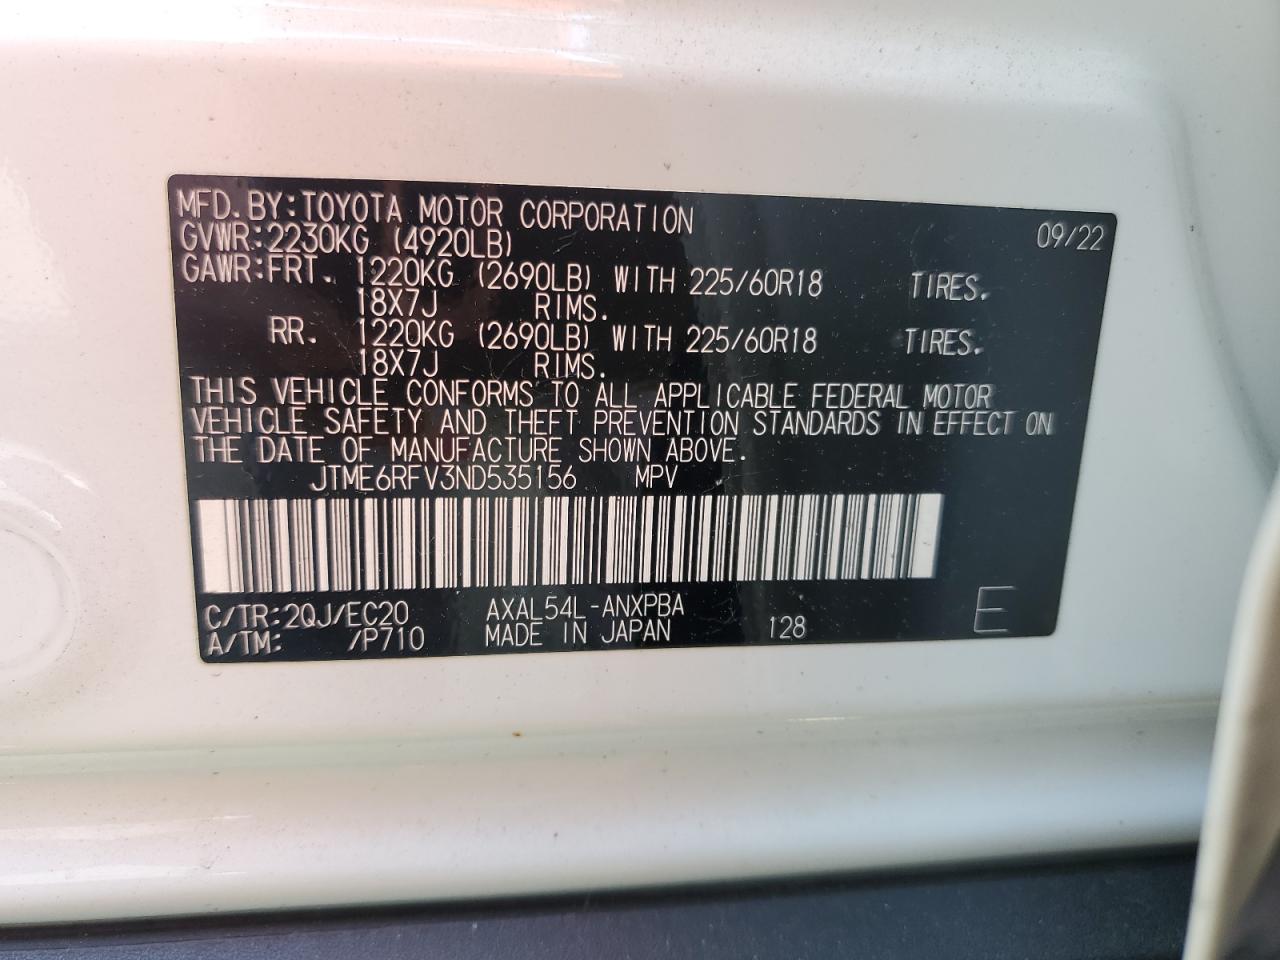 MFD.BY:TOYOTA MOTOR CORPORATION 09/22
GVWR:2230KG (4920LB)
GAWR:FRT. 1220KG (2690LB) WITH 225/60R18 TIRES.
18X7J RIMS.
RR. 1220KG (2690LB) WITH 225/60R18 TIRES.
18X7J RIMS.
THIS VEHICLE CONFORMS TO ALL APPLICABLE FEDERAL MOTOR
VEHICLE SAFETY AND THEFT PREVENTION STANDARDS IN EFFECT ON
THE DATE OF MANUFACTURE SHOWN ABOVE.
JTME6RFV3ND535156 MPV
C/TR:2QJ/EC20 AXAL54L-ANXPBA
A/TM: /P710 MADE IN JAPAN 128 E